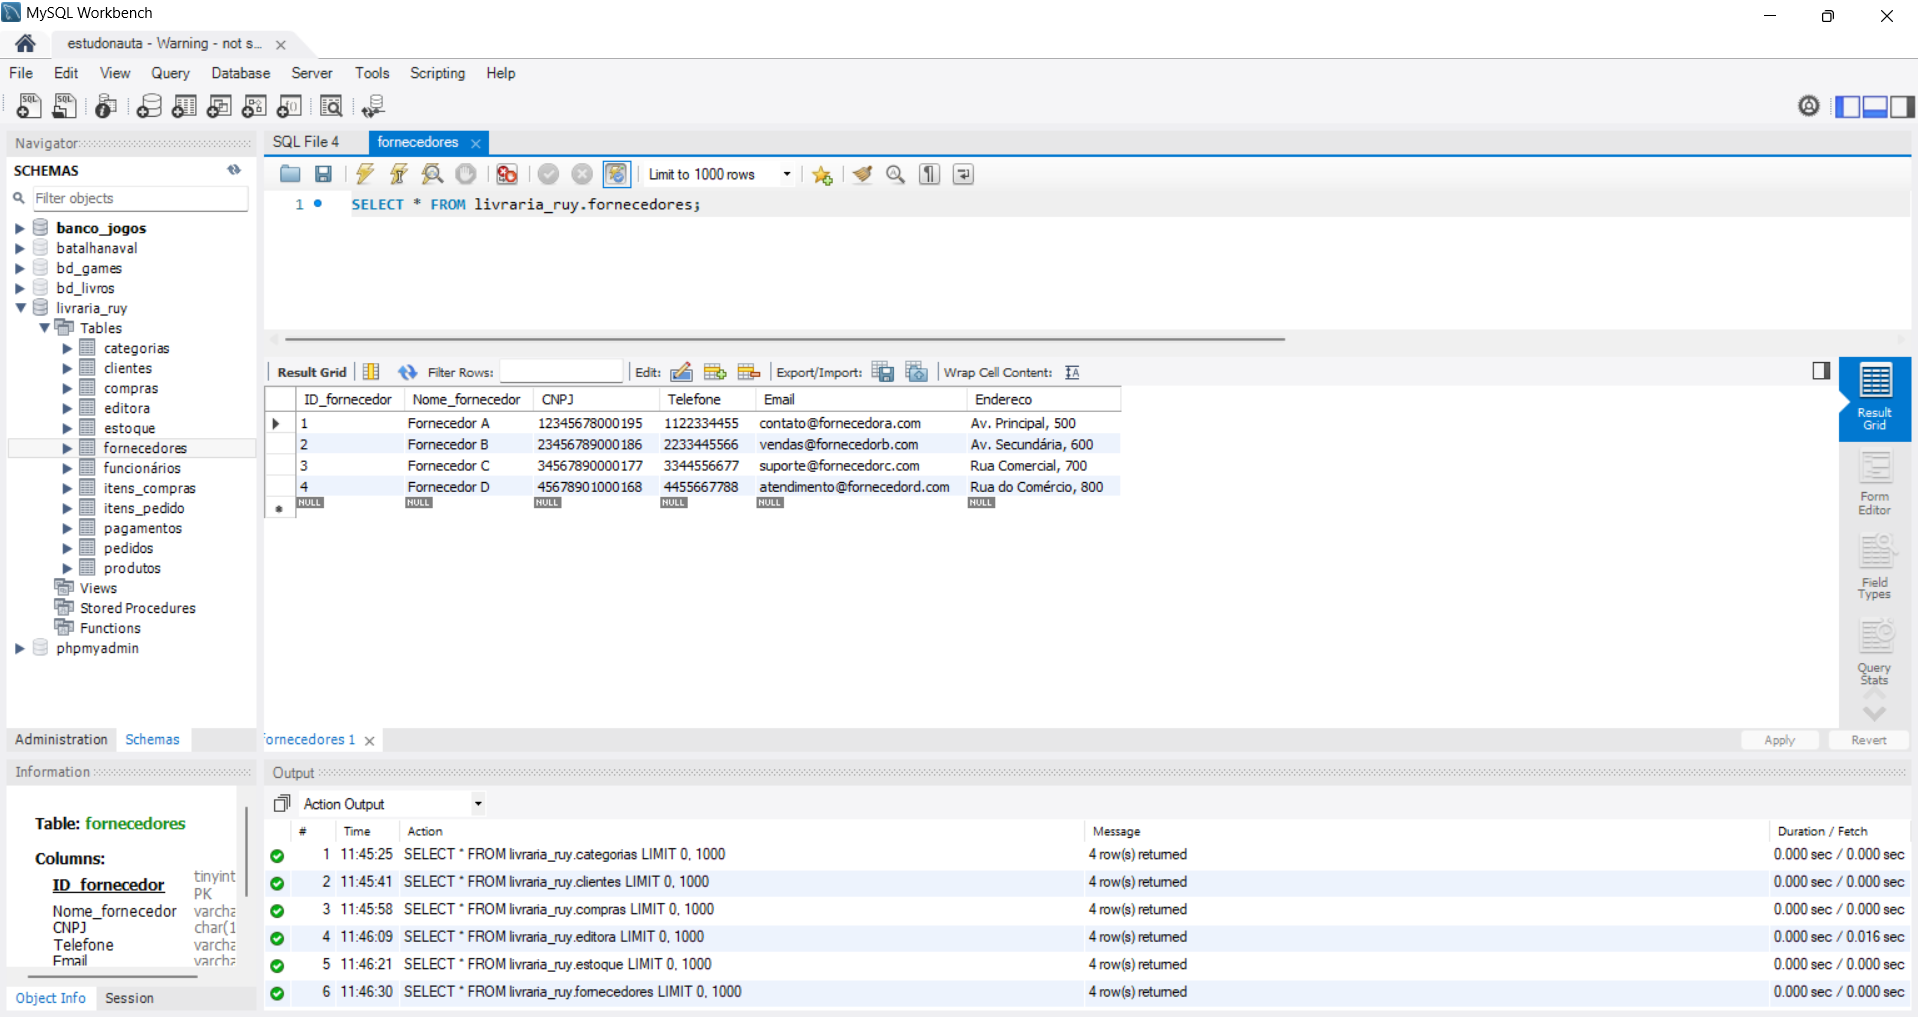 MySQL Workbench
estudonauta - Warning - not s...
File Edit View Query Database Server Tools Scripting Help
Navigator
SCHEMAS
Filter objects
banco_jogos
batalhanaval
bd_games
bd_livros
livraria_ruy
Tables
categorias
clientes
compras
editora
estoque
fornecedores
funcionários
itens_compras
itens_pedido
pagamentos
pedidos
produtos
Views
Stored Procedures
Functions
phpmyadmin
Administration Schemas
Information
Table: fornecedores
Columns:
ID_fornecedor tinyint
PK
Nome_fornecedor varcha
CNPJ char(1
Telefone varcha
Email varcha
Object Info Session
SQL File 4 fornecedores
Limit to 1000 rows
1 SELECT * FROM livraria_ruy.fornecedores;
Result Grid Filter Rows: Edit: Export/Import: Wrap Cell Content:
ID_fornecedor Nome_fornecedor CNPJ Telefone Email Endereco
1 Fornecedor A 12345678000195 1122334455 contato@fornecedora.com Av. Principal, 500
2 Fornecedor B 23456789000186 2233445566 vendas@fornecedorb.com Av. Secundária, 600
3 Fornecedor C 34567890000177 3344556677 suporte@fornecedorc.com Rua Comercial, 700
4 Fornecedor D 45678901000168 4455667788 atendimento@fornecedord.com Rua do Comércio, 800
NULL NULL NULL NULL NULL NULL
Result
Grid
Form
Editor
Field
Types
Query
Stats
fornecedores 1
Apply Revert
Output
Action Output
# Time Action Message Duration / Fetch
1 11:45:25 SELECT * FROM livraria_ruy.categorias LIMIT 0, 1000 4 row(s) returned 0.000 sec / 0.000 sec
2 11:45:41 SELECT * FROM livraria_ruy.clientes LIMIT 0, 1000 4 row(s) returned 0.000 sec / 0.000 sec
3 11:45:58 SELECT * FROM livraria_ruy.compras LIMIT 0, 1000 4 row(s) returned 0.000 sec / 0.000 sec
4 11:46:09 SELECT * FROM livraria_ruy.editora LIMIT 0, 1000 4 row(s) returned 0.000 sec / 0.016 sec
5 11:46:21 SELECT * FROM livraria_ruy.estoque LIMIT 0, 1000 4 row(s) returned 0.000 sec / 0.000 sec
6 11:46:30 SELECT * FROM livraria_ruy.fornecedores LIMIT 0, 1000 4 row(s) returned 0.000 sec / 0.000 sec